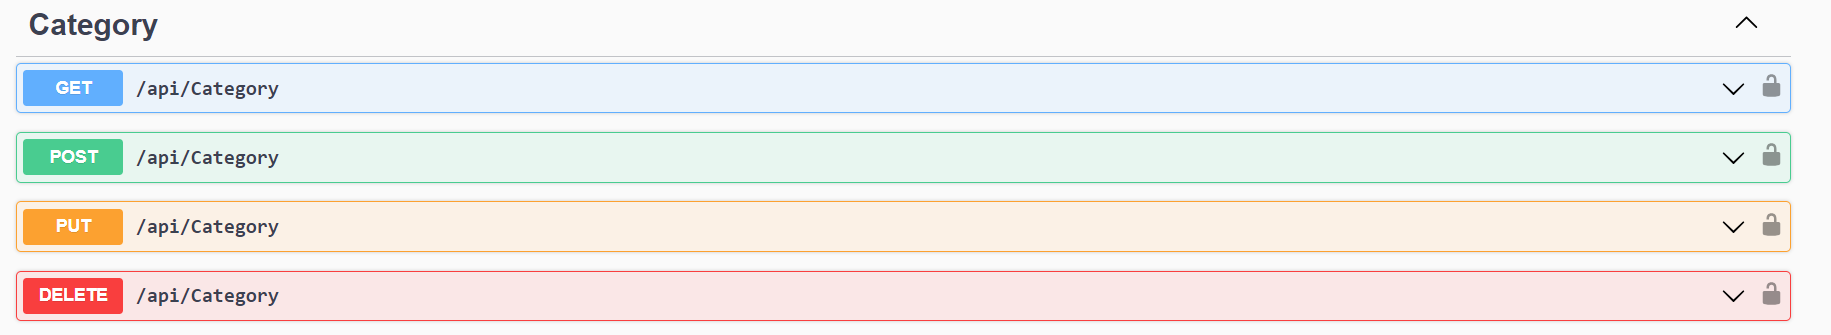 Category
GET /api/Category
POST /api/Category
PUT /api/Category
DELETE /api/Category